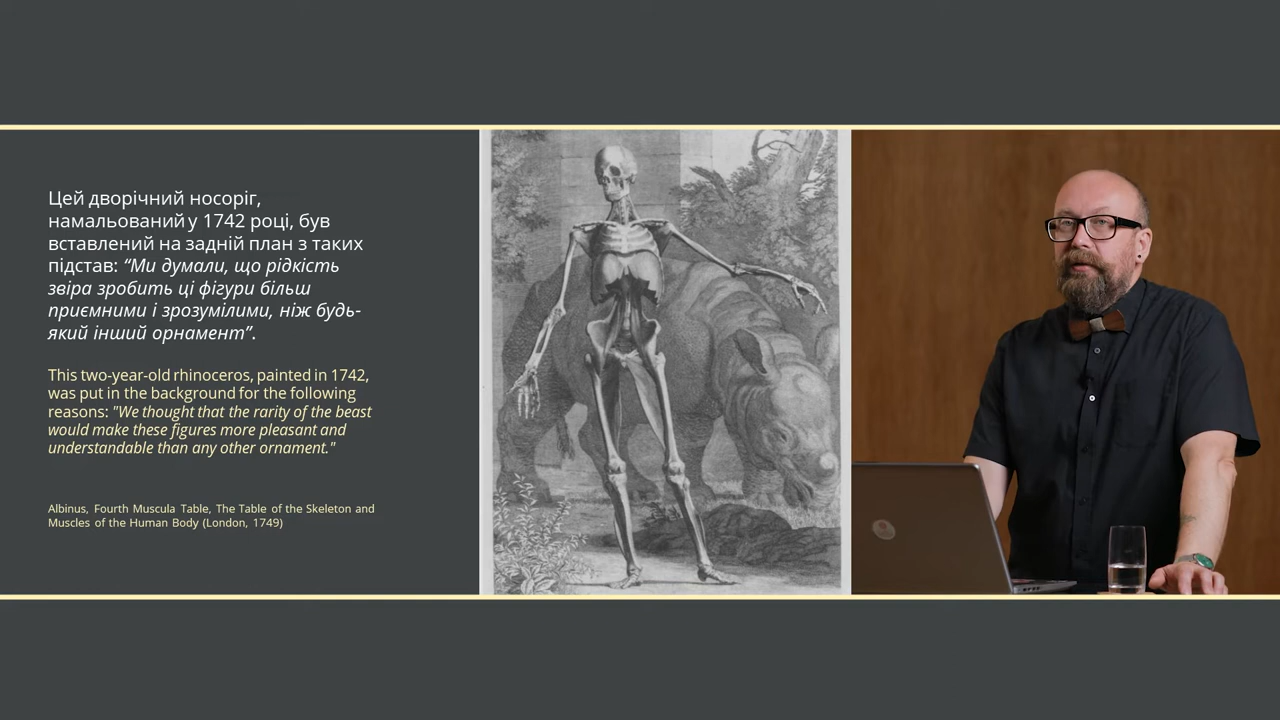 Цей дворічний носоріг,
намальований у 1742 році, був
вставлений на задній план з таких
підстав: “Ми думали, що рідкість
звіра зробить ці фігури більш
приємними і зрозумілими, ніж будь-
який інший орнамент”.
This two-year-old rhinoceros, painted in 1742,
was put in the background for the following
reasons: "We thought that the rarity of the beast
would make these figures more pleasant and
understandable than any other ornament."
Albinus, Fourth Muscula Table, The Table of the Skeleton and
Muscles of the Human Body (London, 1749)